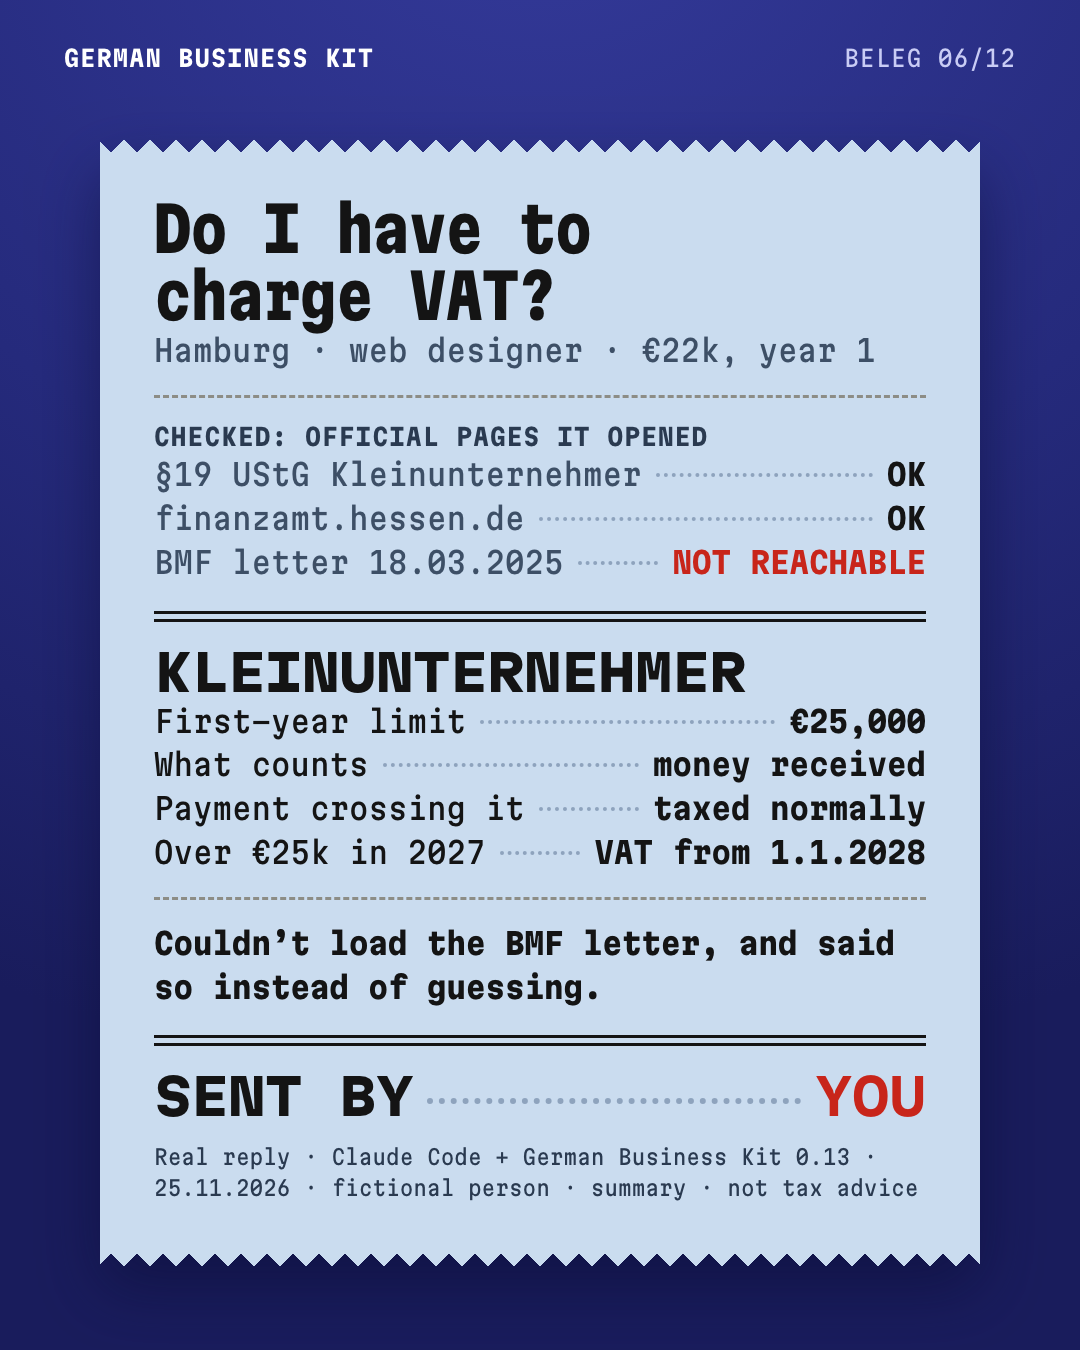 GERMAN BUSINESS KIT
BELEG 06/12
Do I have to
charge VAT?
Hamburg · web designer · €22k, year 1
CHECKED: OFFICIAL PAGES IT OPENED
§19 UStG Kleinunternehmer OK
finanzamt.hessen.de OK
BMF letter 18.03.2025 NOT REACHABLE
KLEINUNTERNEHMER
First-year limit €25,000
What counts money received
Payment crossing it taxed normally
Over €25k in 2027 VAT from 1.1.2028
Couldn’t load the BMF letter, and said
so instead of guessing.
SENT BY YOU
Real reply · Claude Code + German Business Kit 0.13 ·
25.11.2026 · fictional person · summary · not tax advice